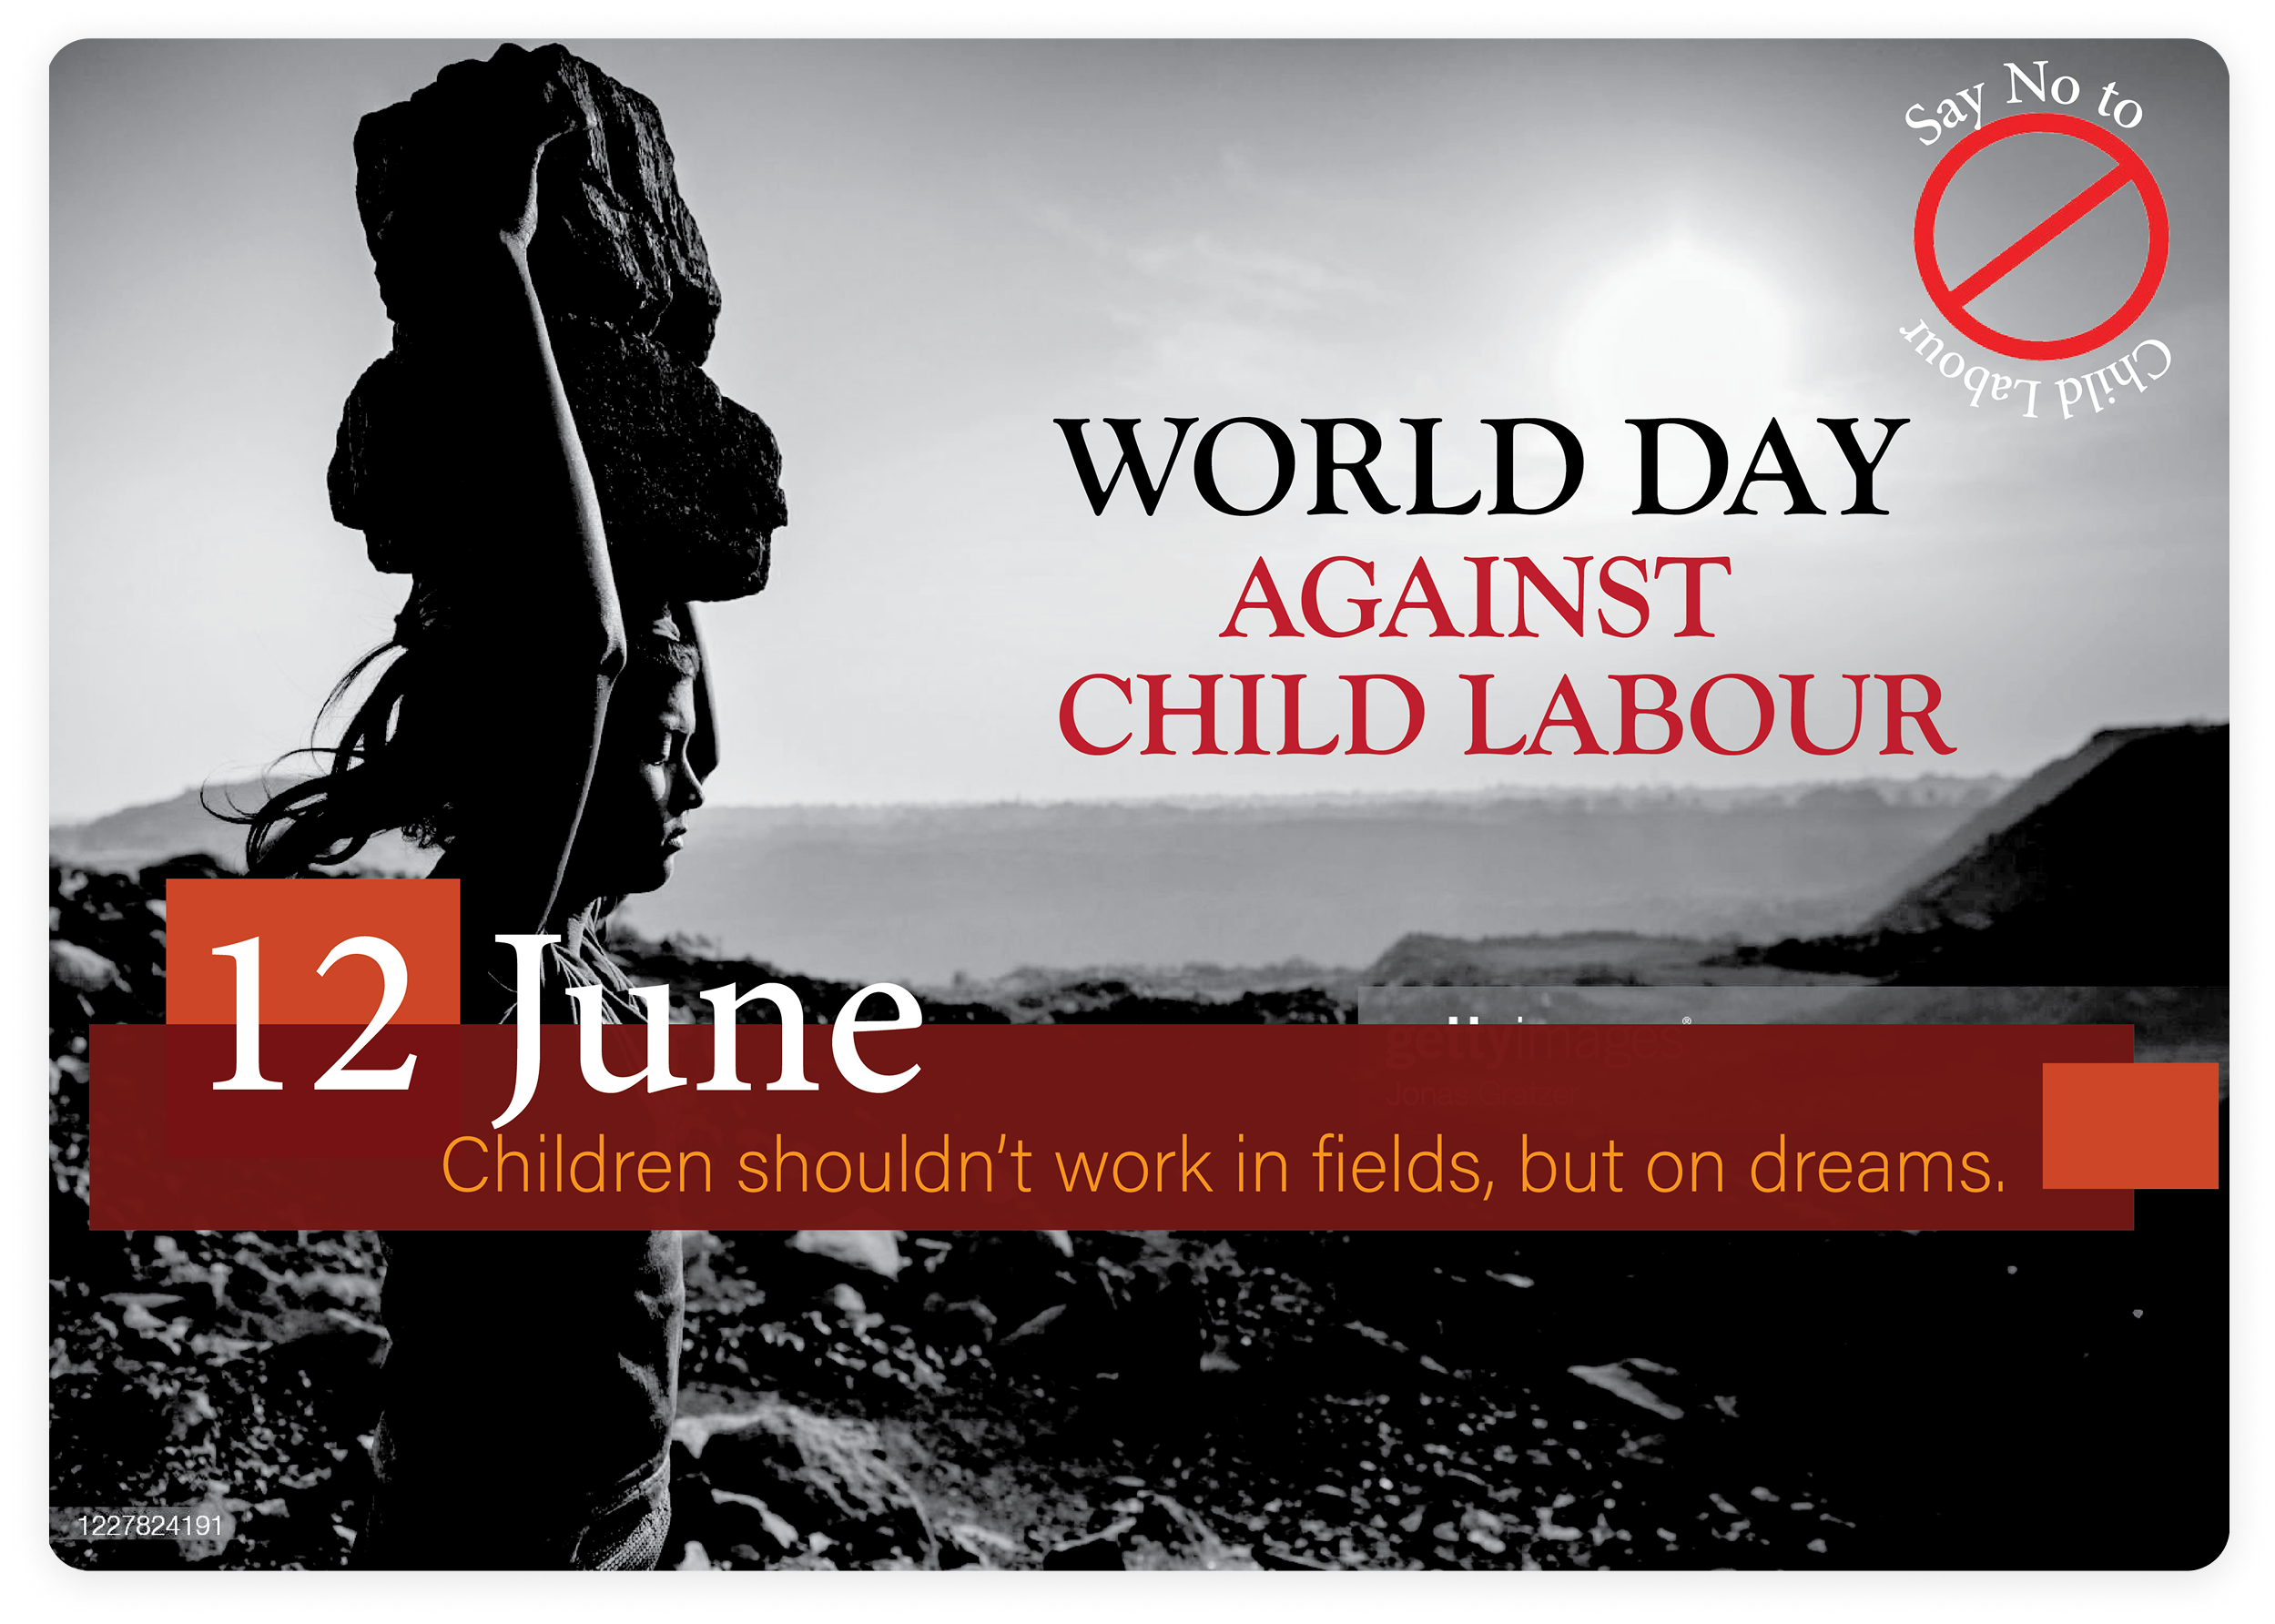 Say No to
Child Labour
WORLD DAY
AGAINST
CHILD LABOUR
12 June
gettyimages®
Children shouldn’t work in fields, but on dreams.
1227824191